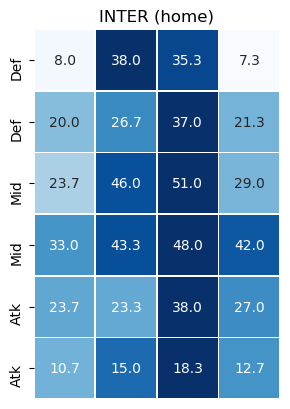 INTER (home)
Def 8.0 38.0 35.3 7.3
Def 20.0 26.7 37.0 21.3
Mid 23.7 46.0 51.0 29.0
Mid 33.0 43.3 48.0 42.0
Atk 23.7 23.3 38.0 27.0
Atk 10.7 15.0 18.3 12.7